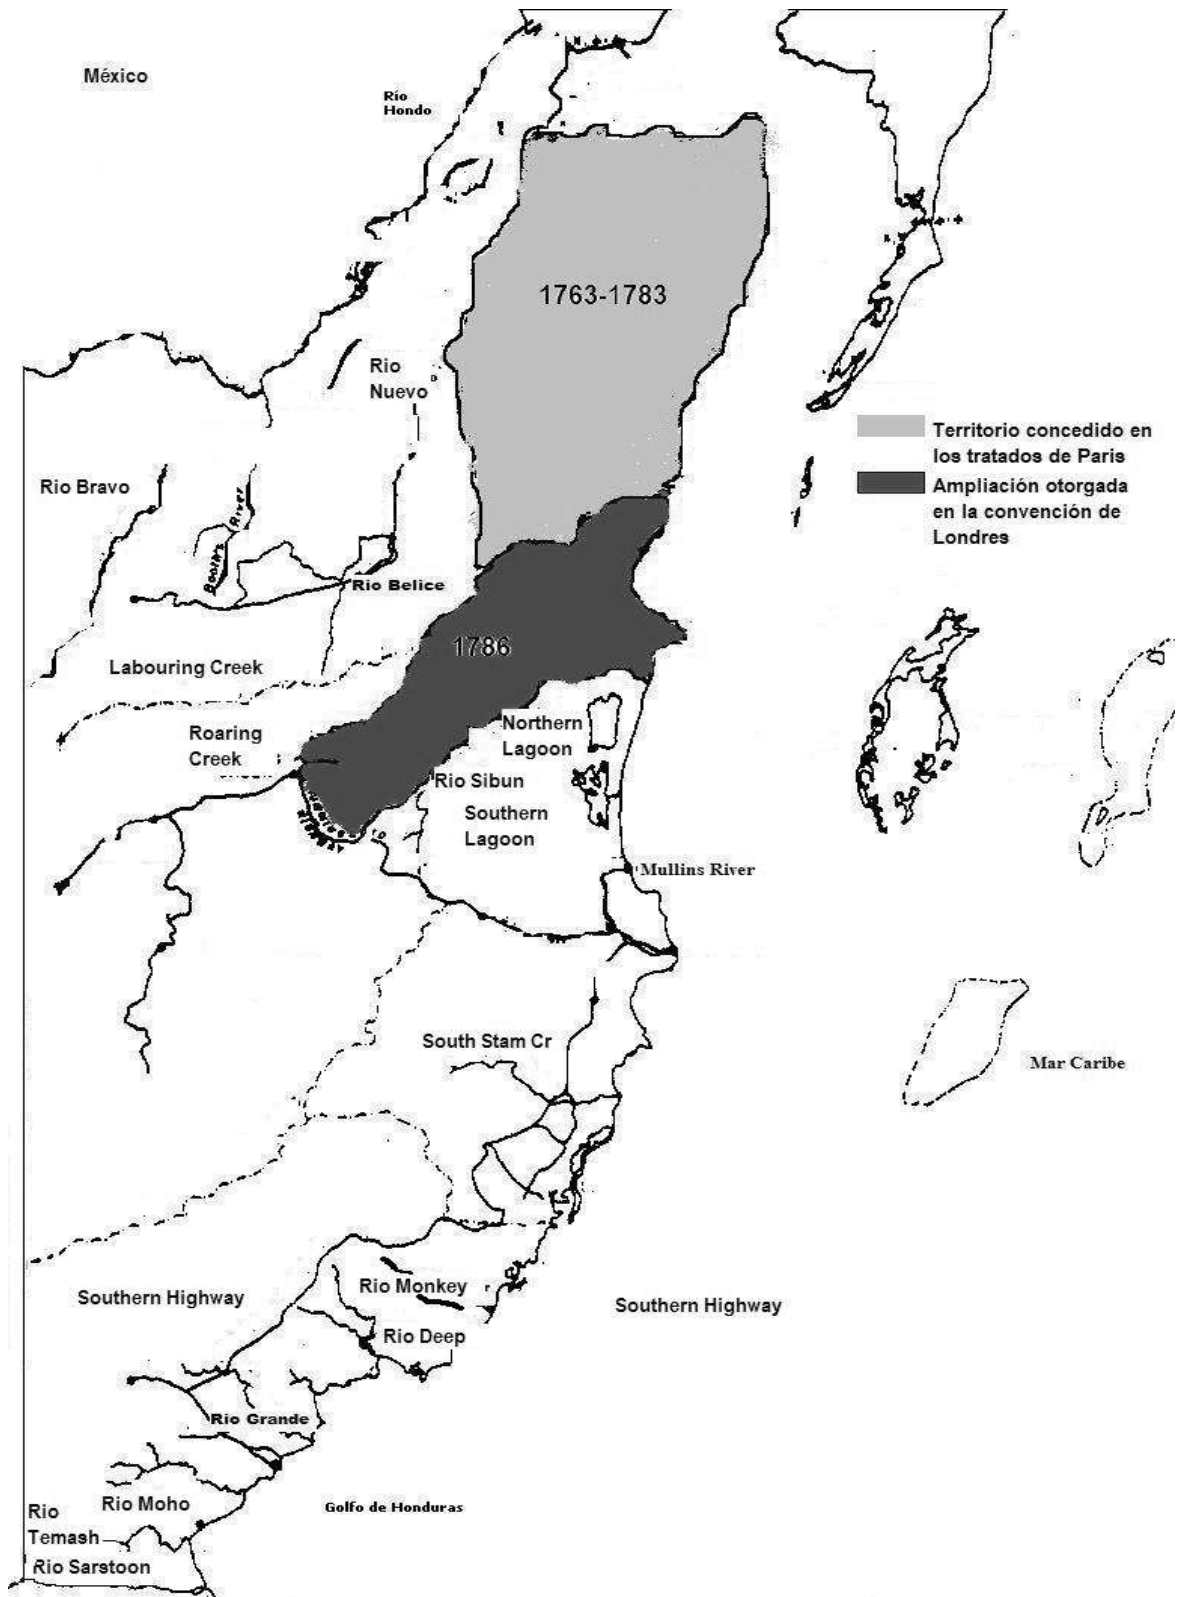 México
Río
Hondo
1763-1783
Rio
Nuevo
Territorio concedido en
los tratados de Paris
Ampliación otorgada
en la convención de
Londres
Rio Bravo
Booth's River
Rio Belice
1786
Labouring Creek
Roaring
Creek
Northern
Lagoon
Rio Sibun
Southern
Lagoon
Mullins River
South Stam Cr
Mar Caribe
Rio Monkey
Southern Highway
Southern Highway
Rio Deep
Rio Grande
Rio Moho
Golfo de Honduras
Rio
Temash
Rio Sarstoon